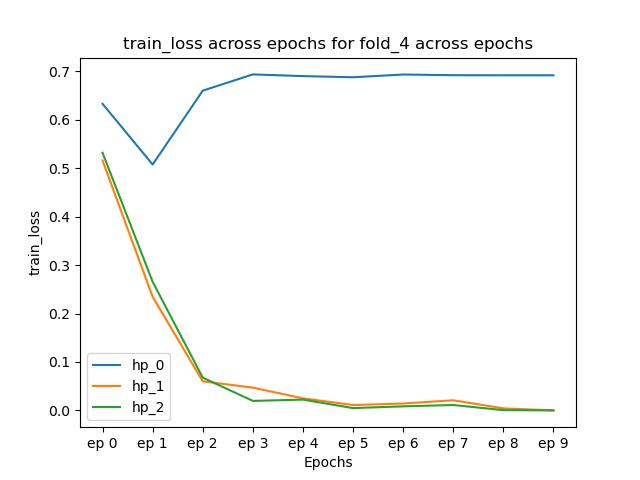 train_loss across epochs for fold_4 across epochs
train_loss
0.7
0.6
0.5
0.4
0.3
0.2
0.1
0.0
hp_0
hp_1
hp_2
ep 0 ep 1 ep 2 ep 3 ep 4 ep 5 ep 6 ep 7 ep 8 ep 9
Epochs